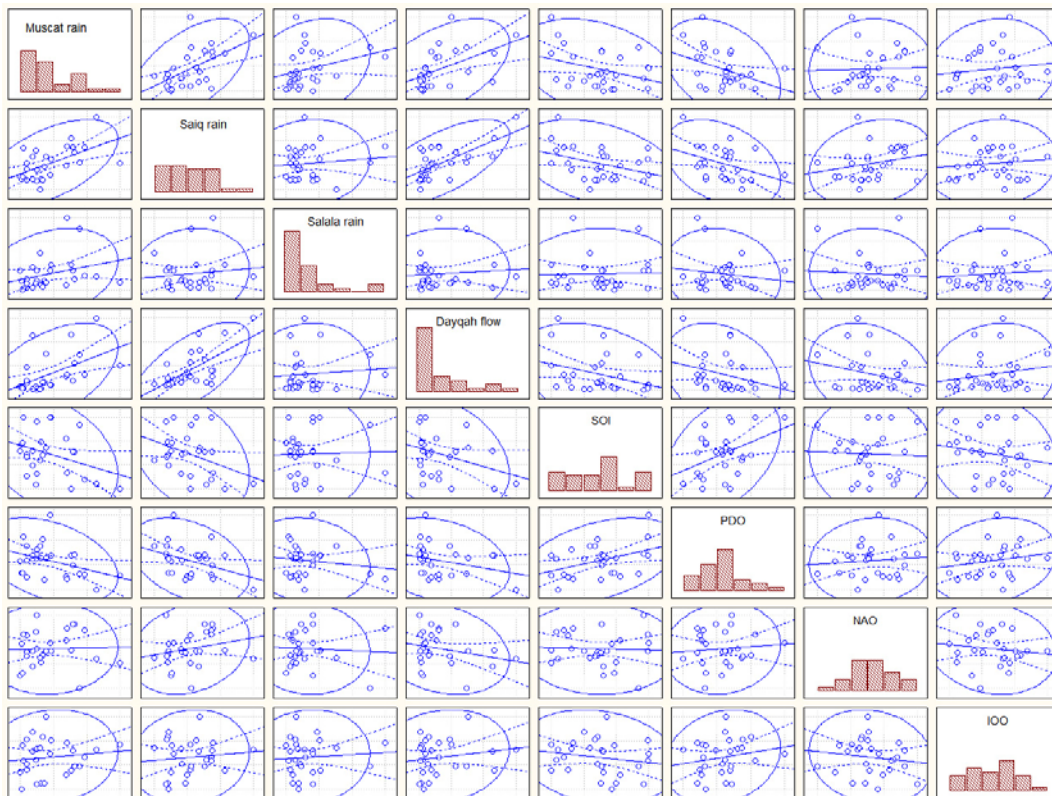 Muscat rain
Saiq rain
Salala rain
Dayqah flow
SOI
PDO
NAO
IOO